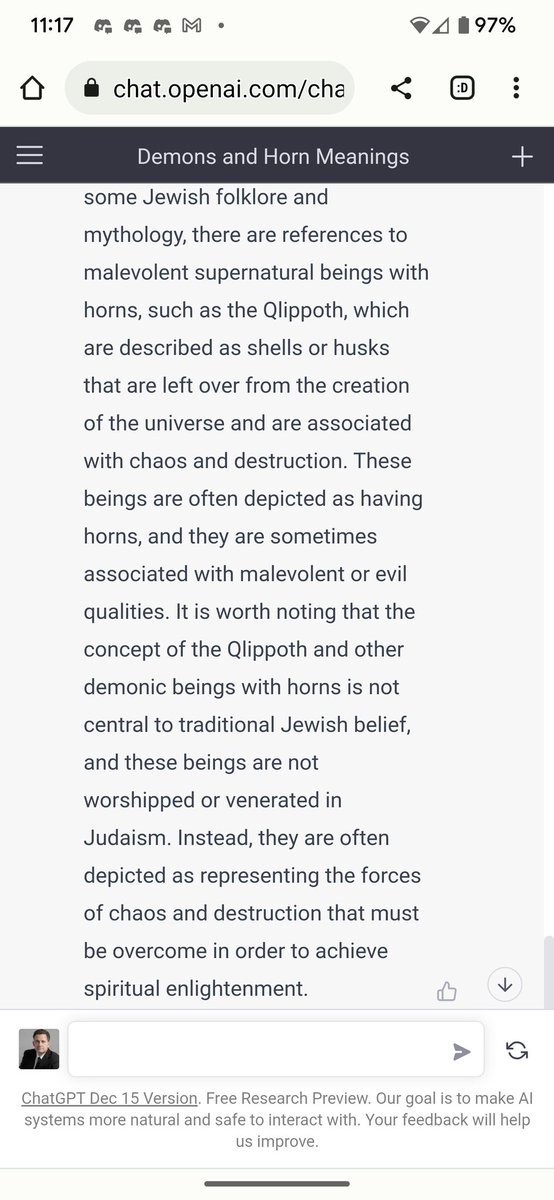 11:17
97%
chat.openai.com/cha
:D
Demons and Horn Meanings
some Jewish folklore and
mythology, there are references to
malevolent supernatural beings with
horns, such as the Qlippoth, which
are described as shells or husks
that are left over from the creation
of the universe and are associated
with chaos and destruction. These
beings are often depicted as having
horns, and they are sometimes
associated with malevolent or evil
qualities. It is worth noting that the
concept of the Qlippoth and other
demonic beings with horns is not
central to traditional Jewish belief,
and these beings are not
worshipped or venerated in
Judaism. Instead, they are often
depicted as representing the forces
of chaos and destruction that must
be overcome in order to achieve
spiritual enlightenment.
ChatGPT Dec 15 Version. Free Research Preview. Our goal is to make AI
systems more natural and safe to interact with. Your feedback will help
us improve.